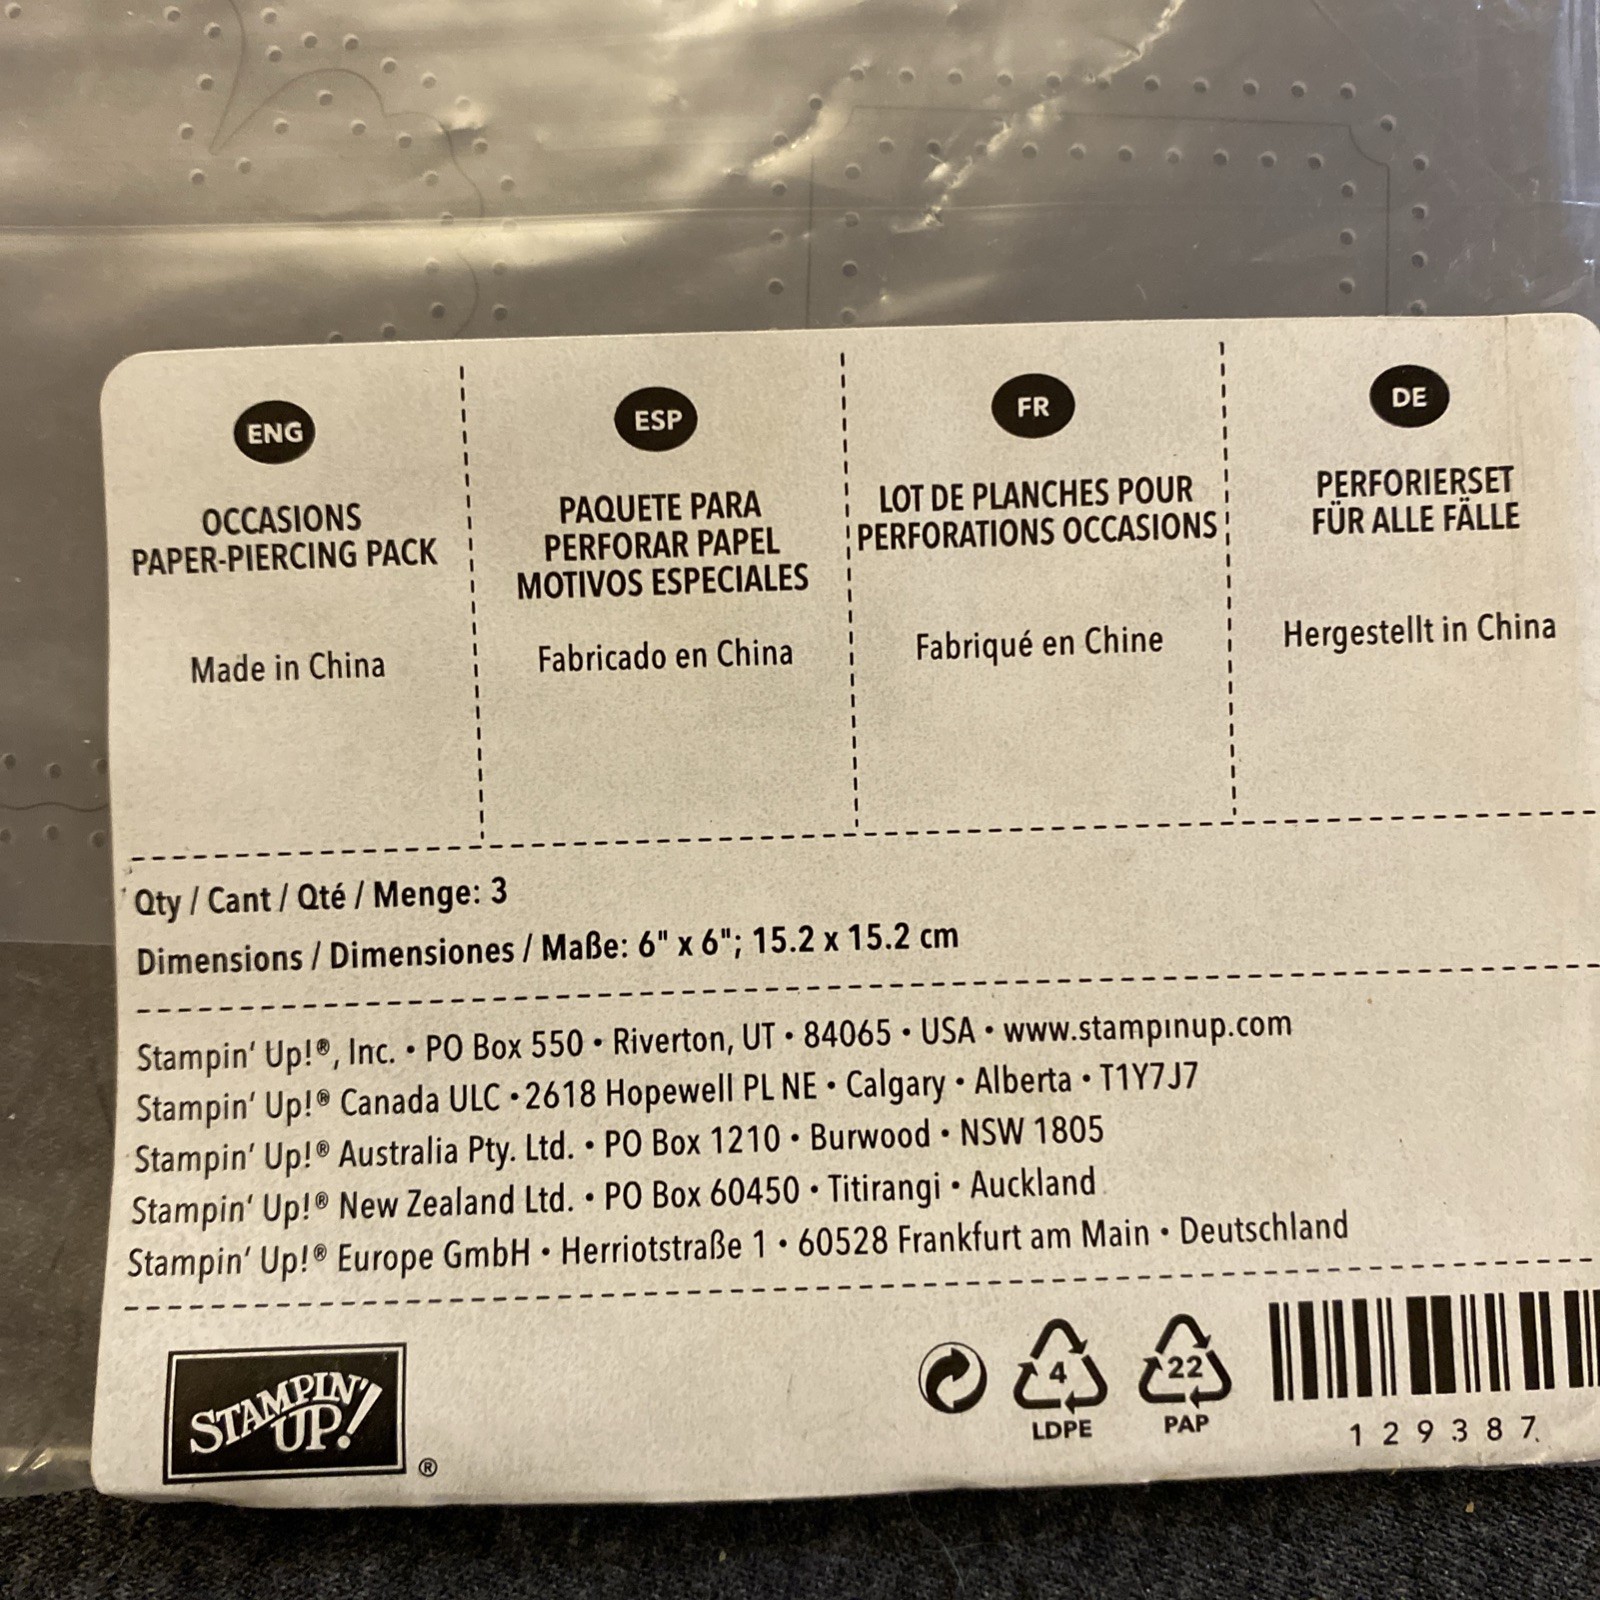 ENG
OCCASIONS
PAPER-PIERCING PACK
Made in China
ESP
PAQUETE PARA
PERFORAR PAPEL
MOTIVOS ESPECIALES
Fabricado en China
FR
LOT DE PLANCHES POUR
PERFORATIONS OCCASIONS
Fabriqué en Chine
DE
PERFORIERSET
FÜR ALLE FÄLLE
Hergestellt in China
Qty / Cant / Qté / Menge: 3
Dimensions / Dimensiones / Maße: 6" x 6"; 15.2 x 15.2 cm
Stampin' Up!®, Inc. • PO Box 550 • Riverton, UT • 84065 • USA • www.stampinup.com
Stampin' Up!® Canada ULC • 2618 Hopewell PL NE • Calgary • Alberta • T1Y7J7
Stampin' Up!® Australia Pty. Ltd. • PO Box 1210 • Burwood • NSW 1805
Stampin' Up!® New Zealand Ltd. • PO Box 60450 • Titirangi • Auckland
Stampin' Up!® Europe GmbH • Herriotstraße 1 • 60528 Frankfurt am Main • Deutschland
STAMPIN'
UP!
®
4
LDPE
22
PAP
129387